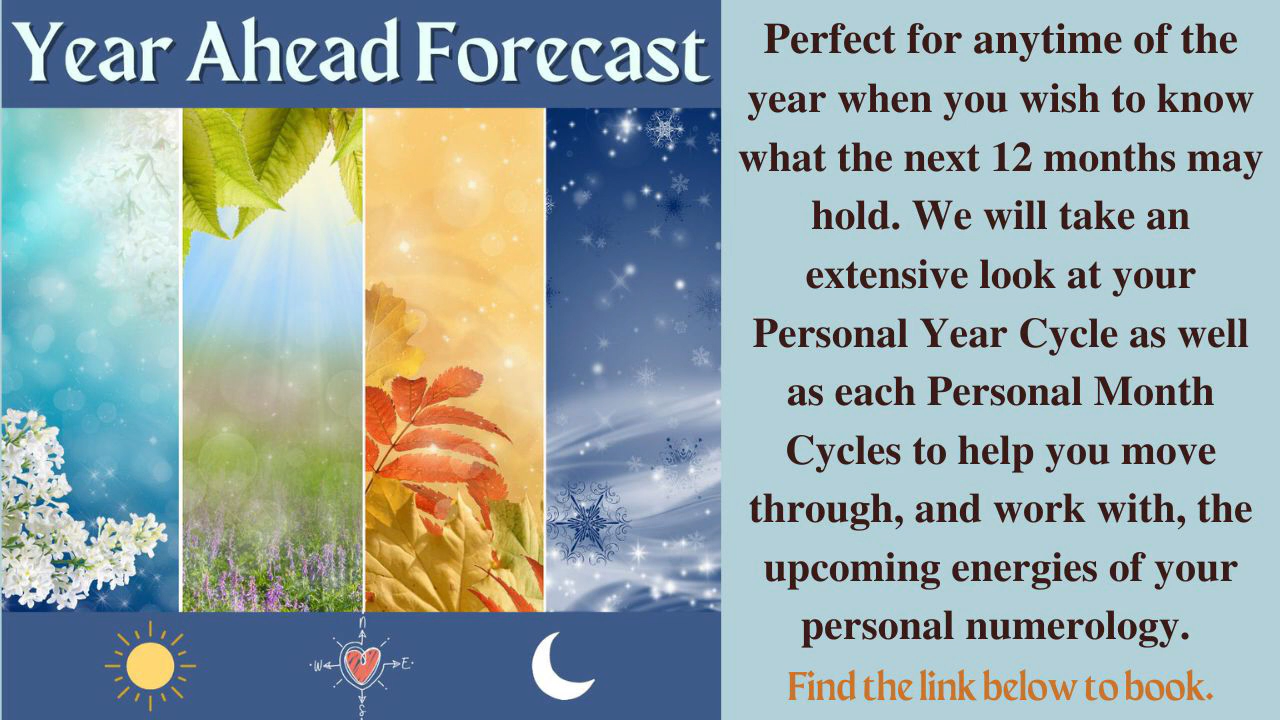 Year Ahead Forecast
n
W E
s
Perfect for anytime of the
year when you wish to know
what the next 12 months may
hold. We will take an
extensive look at your
Personal Year Cycle as well
as each Personal Month
Cycles to help you move
through, and work with, the
upcoming energies of your
personal numerology.
Find the link below to book.